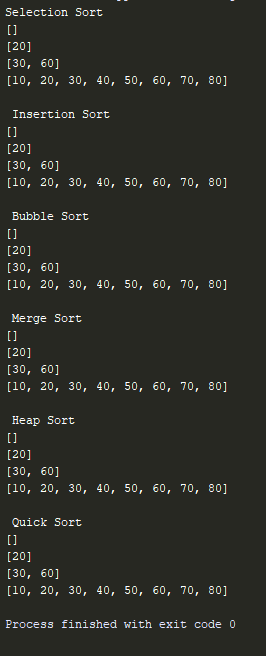 Selection Sort
[]
[20]
[30, 60]
[10, 20, 30, 40, 50, 60, 70, 80]
Insertion Sort
[]
[20]
[30, 60]
[10, 20, 30, 40, 50, 60, 70, 80]
Bubble Sort
[]
[20]
[30, 60]
[10, 20, 30, 40, 50, 60, 70, 80]
Merge Sort
[]
[20]
[30, 60]
[10, 20, 30, 40, 50, 60, 70, 80]
Heap Sort
[]
[20]
[30, 60]
[10, 20, 30, 40, 50, 60, 70, 80]
Quick Sort
[]
[20]
[30, 60]
[10, 20, 30, 40, 50, 60, 70, 80]
Process finished with exit code 0